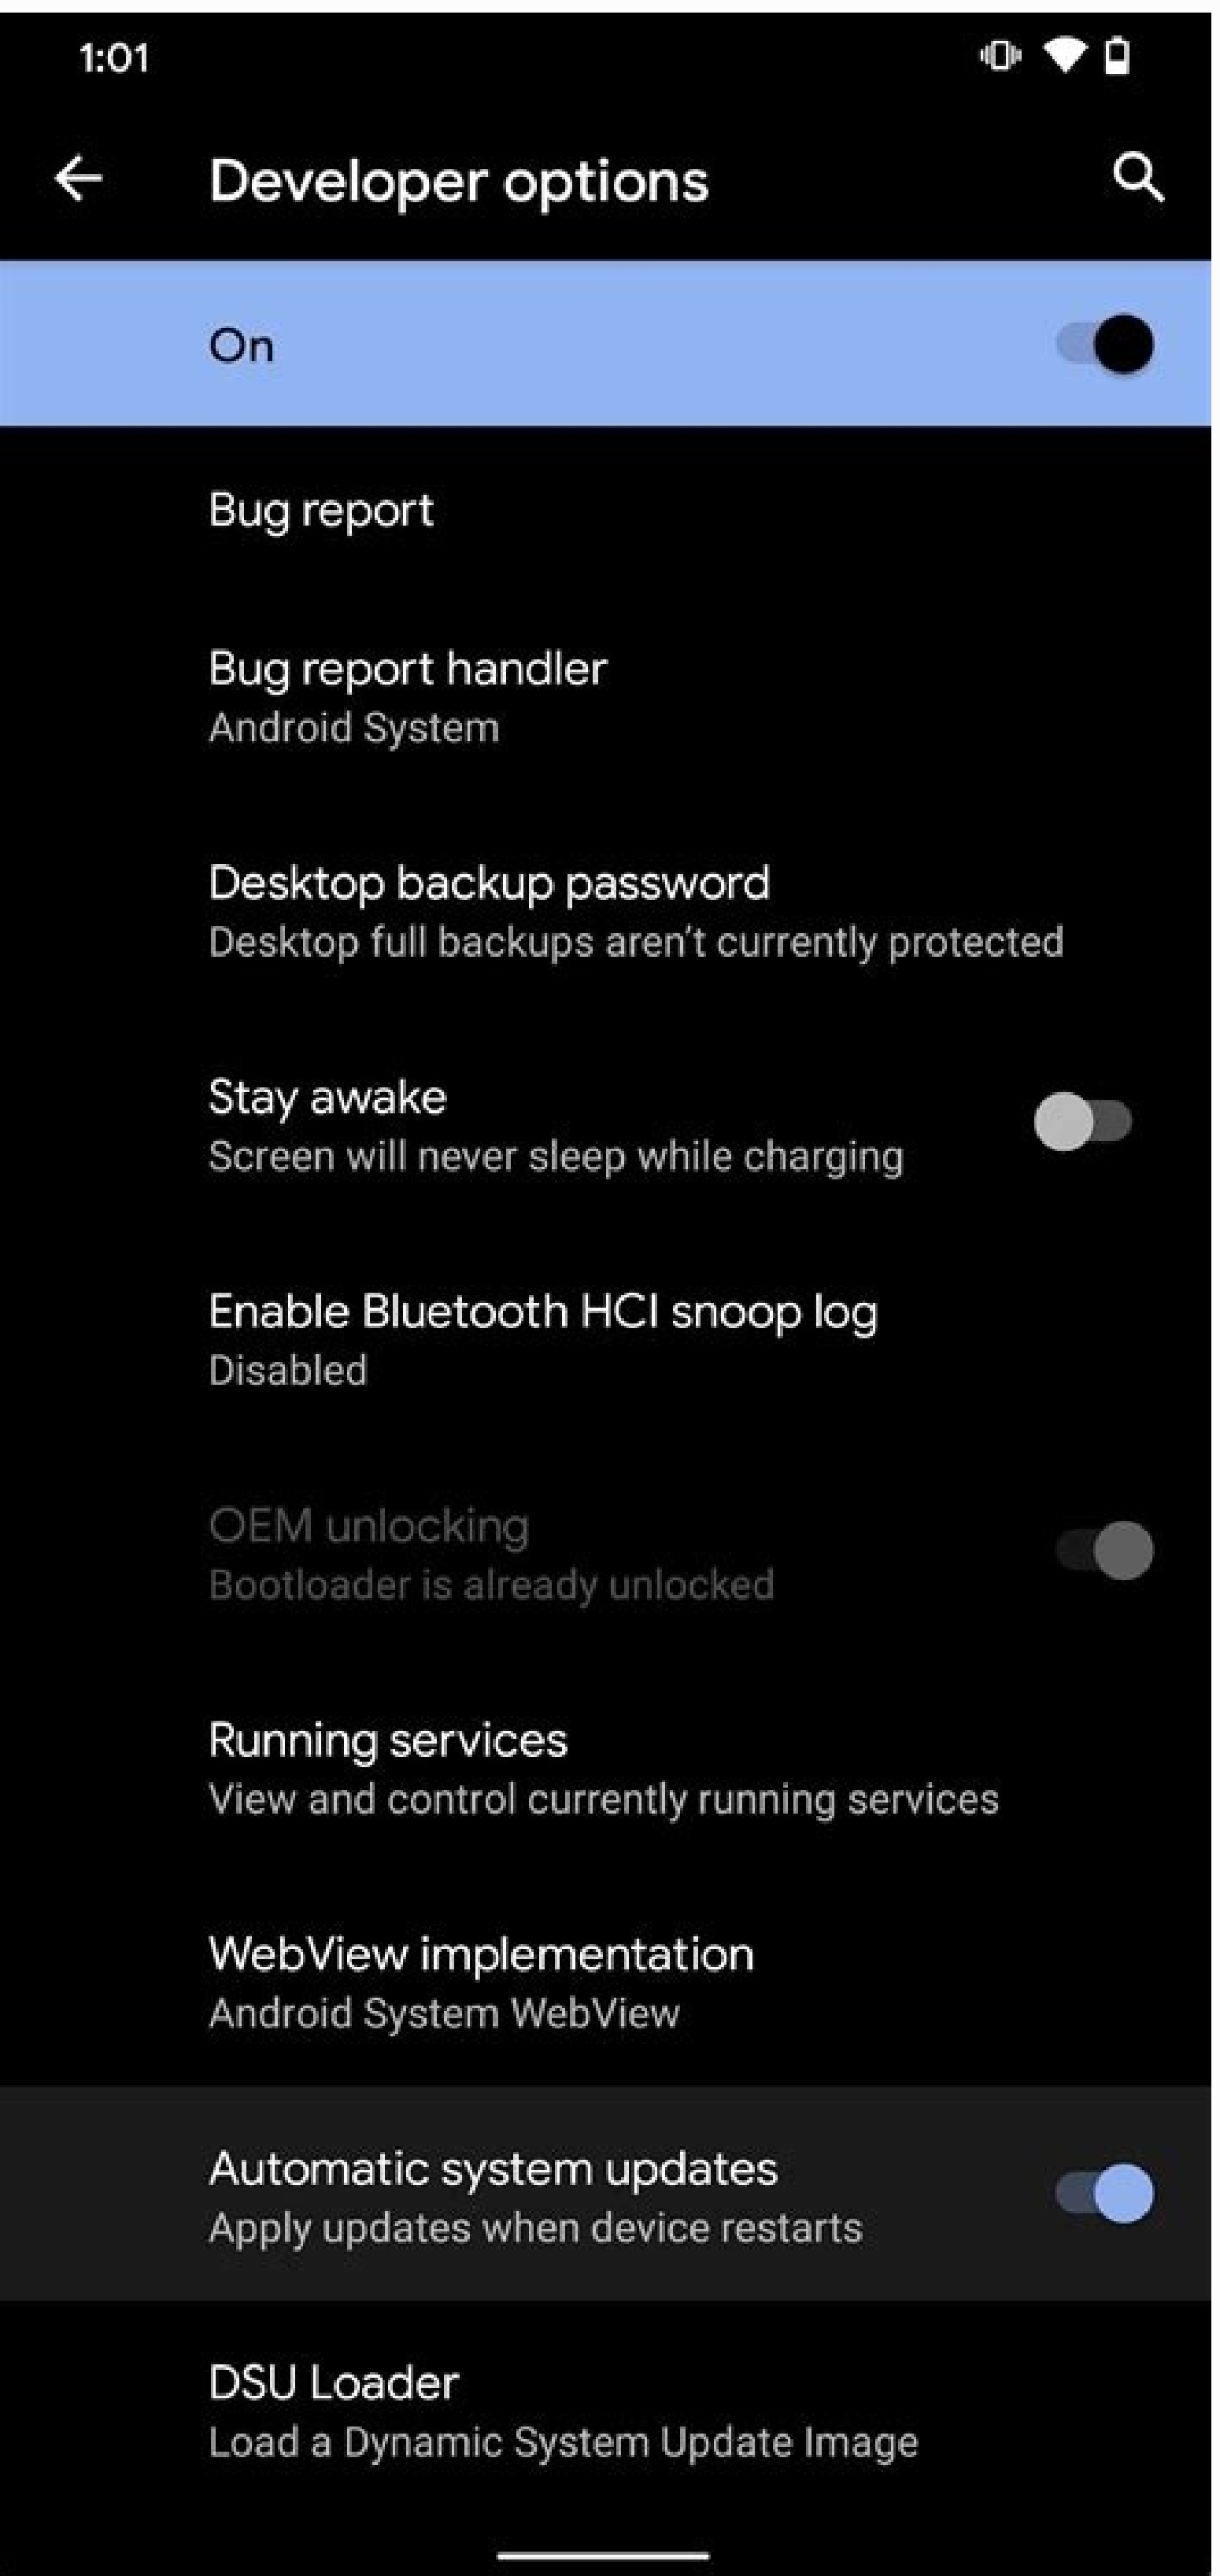 1:01
Developer options
On
Bug report
Bug report handler
Android System
Desktop backup password
Desktop full backups aren't currently protected
Stay awake
Screen will never sleep while charging
Enable Bluetooth HCI snoop log
Disabled
OEM unlocking
Bootloader is already unlocked
Running services
View and control currently running services
WebView implementation
Android System WebView
Automatic system updates
Apply updates when device restarts
DSU Loader
Load a Dynamic System Update Image